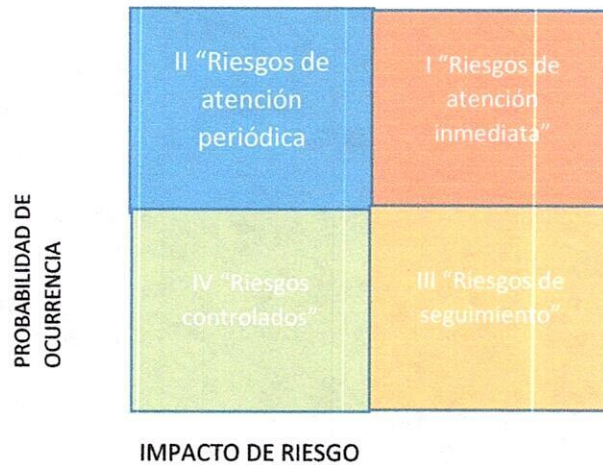 II “Riesgos de
atención
periódica
I “Riesgos de
atención
inmediata”
IV “Riesgos
controlados”
III “Riesgos de
seguimiento”
PROBABILIDAD DE
OCURRENCIA
IMPACTO DE RIESGO